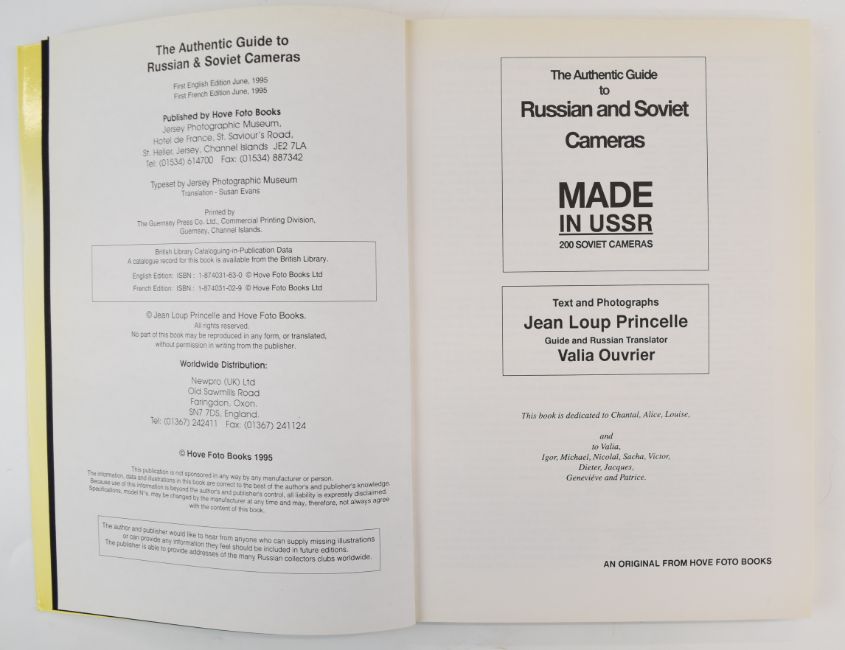 The Authentic Guide to
Russian & Soviet Cameras
First English Edition June, 1995
First French Edition June, 1995
Published by Hove Foto Books
Jersey Photographic Museum,
Hotel de France, St. Saviour's Road,
St. Helier, Jersey, Channel Islands JE2 7LA
Tel: (01534) 614700 Fax: (01534) 887342
Typeset by Jersey Photographic Museum
Translation - Susan Evans
Printed by
The Guernsey Press Co. Ltd., Commercial Printing Division,
Guernsey, Channel Islands.
British Library Cataloguing-in-Publication Data
A catalogue record for this book is available from the British Library.
English Edition: ISBN : 1-874031-63-0 © Hove Foto Books Ltd
French Edition: ISBN : 1-874031-02-9 © Hove Foto Books Ltd
© Jean Loup Princelle and Hove Foto Books.
All rights reserved.
No part of this book may be reproduced in any form, or translated,
without permission in writing from the publisher.
Worldwide Distribution:
Newpro (UK) Ltd
Old Sawmills Road
Faringdon, Oxon.
SN7 7DS, England.
Tel: (01367) 242411 Fax: (01367) 241124
© Hove Foto Books 1995
This publication is not sponsored in any way by any manufacturer or person.
The information, data and illustrations in this book are correct to the best of the author's and publisher's knowledge.
Because use of this information is beyond the author's and publisher's control, all liability is expressly disclaimed.
Specifications, model N°s. may be changed by the manufacturer at any time and may, therefore, not always agree
with the content of this book.
The author and publisher would like to hear from anyone who can supply missing illustrations
or can provide any information they feel should be included in future editions.
The publisher is able to provide addresses of the many Russian collectors clubs worldwide.
The Authentic Guide
to
Russian and Soviet
Cameras
MADE
IN USSR
200 SOVIET CAMERAS
Text and Photographs
Jean Loup Princelle
Guide and Russian Translator
Valia Ouvrier
This book is dedicated to Chantal, Alice, Louise,
and
to Valia,
Igor, Michael, Nicolaï, Sacha, Victor,
Dieter, Jacques,
Geneviève and Patrice.
AN ORIGINAL FROM HOVE FOTO BOOKS